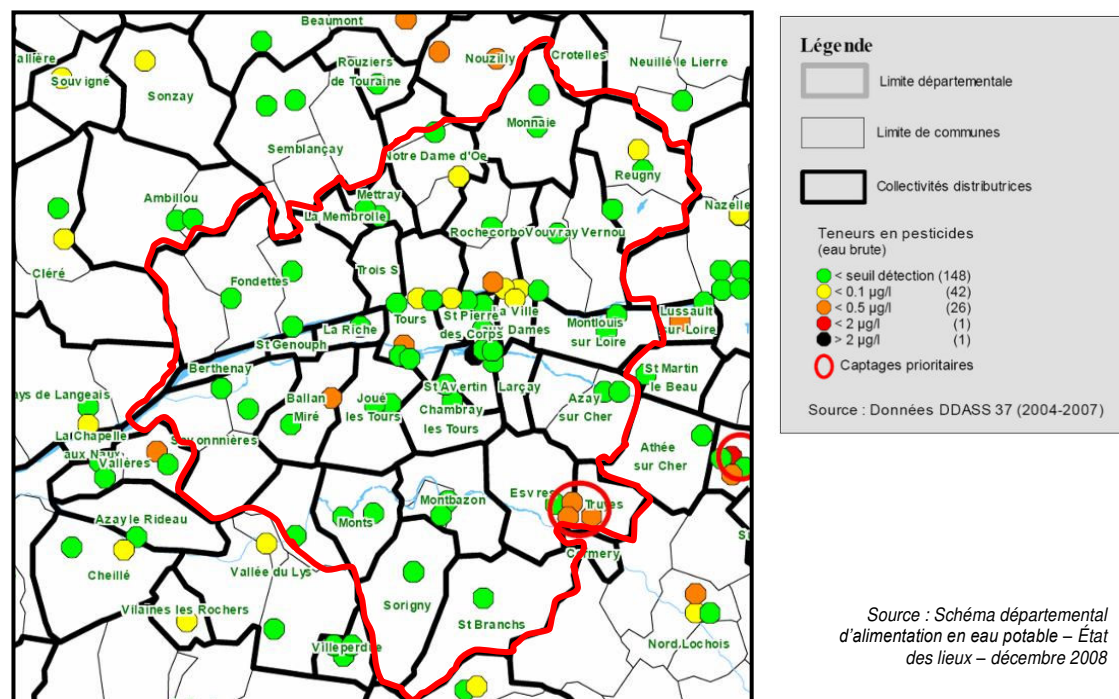 Beaumont
Nouzilly
Crotelles
Neuillé le Lierre
Souvigné
Sonzay
Rouziers
de Touraine
Monnaie
Semblançay
Notre Dame d'Oe
Reugny
Ambillou
Mettray
La Membrolle
Nazelle
Rochecorbo
Vouvray
Vernou
Cléré
Fondettes
Trois S
La Ville
aux Dames
Lussault
sur-Loire
La Riche
Tours
St Pierre
des Corps
Montlouis
sur Loire
St Genouph
Berthenay
St Martin
le Beau
ays de Langeais
Ballan
Miré
Joué
les Tours
St Avertin
Chambray
les Tours
Larçay
Azay
sur Cher
La Chapelle
aux Naux
Vallères
Athée
sur Cher
Montbazon
Esvres
Truyes
Azay le Rideau
Monts
Cheillé
Vallée du Lys
Vilaines les Rochers
Sorigny
St Branchs
Villeperdue
Nord Lochois
Légende
Limite départementale
Limite de communes
Collectivités distributrices
Teneurs en pesticides
(eau brute)
< seuil détection (148)
< 0.1 µg/l (42)
< 0.5 µg/l (26)
< 2 µg/l (1)
> 2 µg/l (1)
Captages prioritaires
Source : Données DDASS 37 (2004-2007)
Source : Schéma départemental
d'alimentation en eau potable – État
des lieux – décembre 2008